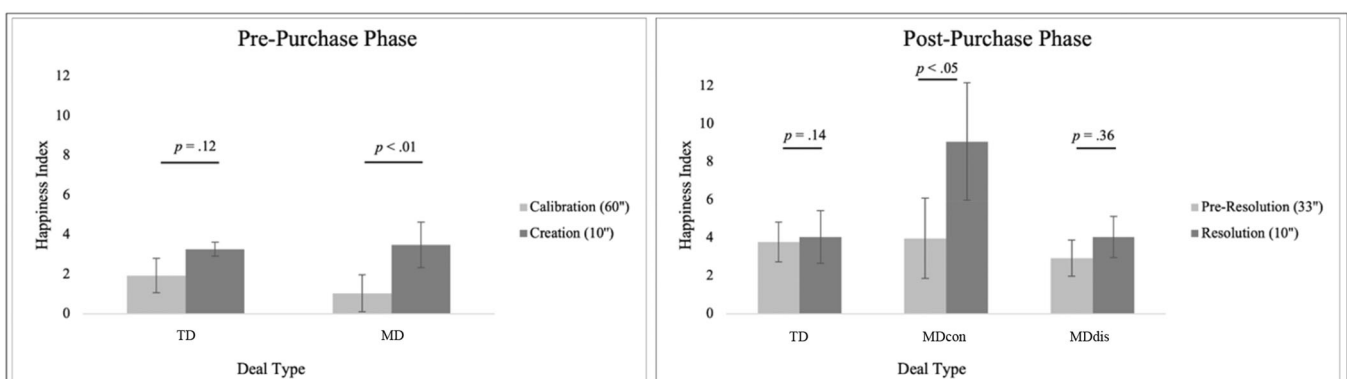 Pre-Purchase Phase
Happiness Index
12
10
8
6
4
2
0
p = .12
p < .01
TD
MD
Deal Type
Calibration (60")
Creation (10")
Post-Purchase Phase
Happiness Index
12
10
8
6
4
2
0
p = .14
p < .05
p = .36
TD
MDcon
MDdis
Deal Type
Pre-Resolution (33")
Resolution (10")